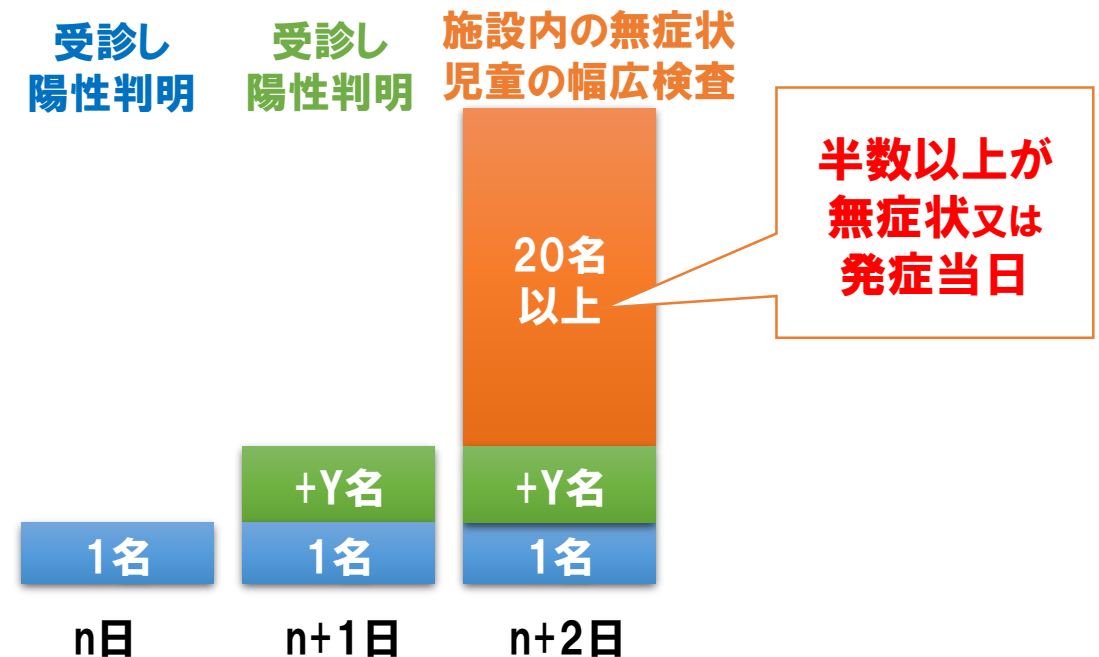 受診し
陽性判明
受診し
陽性判明
施設内の無症状
児童の幅広検査
半数以上が
無症状又は
発症当日
20名
以上
+Y名
+Y名
1名
1名
1名
n日
n+1日
n+2日